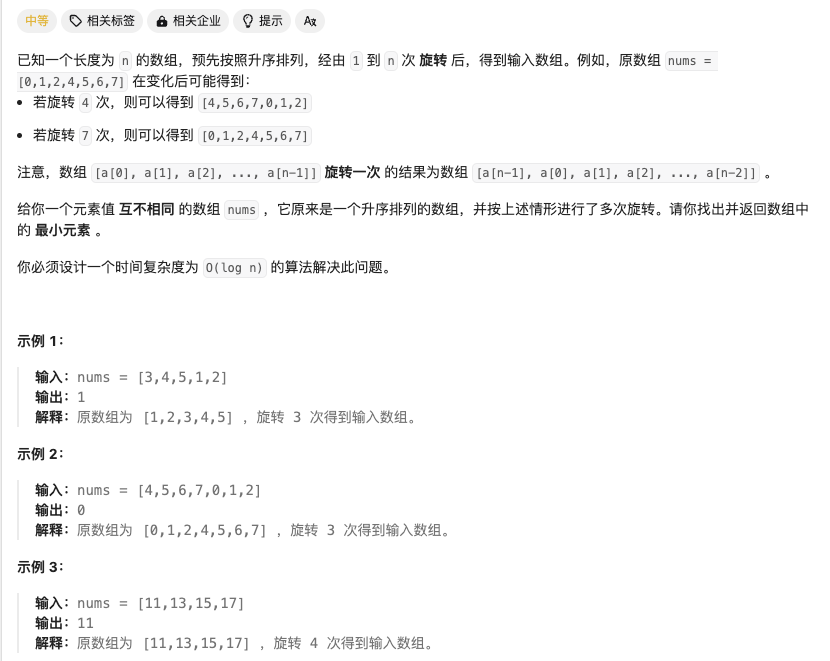 中等 相关标签 相关企业 提示 Aз
已知一个长度为 n 的数组，预先按照升序排列，经由 1 到 n 次 旋转 后，得到输入数组。例如，原数组 nums =
[0,1,2,4,5,6,7] 在变化后可能得到：
• 若旋转 4 次，则可以得到 [4,5,6,7,0,1,2]
• 若旋转 7 次，则可以得到 [0,1,2,4,5,6,7]
注意，数组 [a[0], a[1], a[2], ..., a[n-1]] 旋转一次 的结果为数组 [a[n-1], a[0], a[1], a[2], ..., a[n-2]] 。
给你一个元素值 互不相同 的数组 nums ，它原来是一个升序排列的数组，并按上述情形进行了多次旋转。请你找出并返回数组中
的 最小元素 。
你必须设计一个时间复杂度为 O(log n) 的算法解决此问题。
示例 1：
输入：nums = [3,4,5,1,2]
输出：1
解释：原数组为 [1,2,3,4,5] ，旋转 3 次得到输入数组。
示例 2：
输入：nums = [4,5,6,7,0,1,2]
输出：0
解释：原数组为 [0,1,2,4,5,6,7] ，旋转 3 次得到输入数组。
示例 3：
输入：nums = [11,13,15,17]
输出：11
解释：原数组为 [11,13,15,17] ，旋转 4 次得到输入数组。